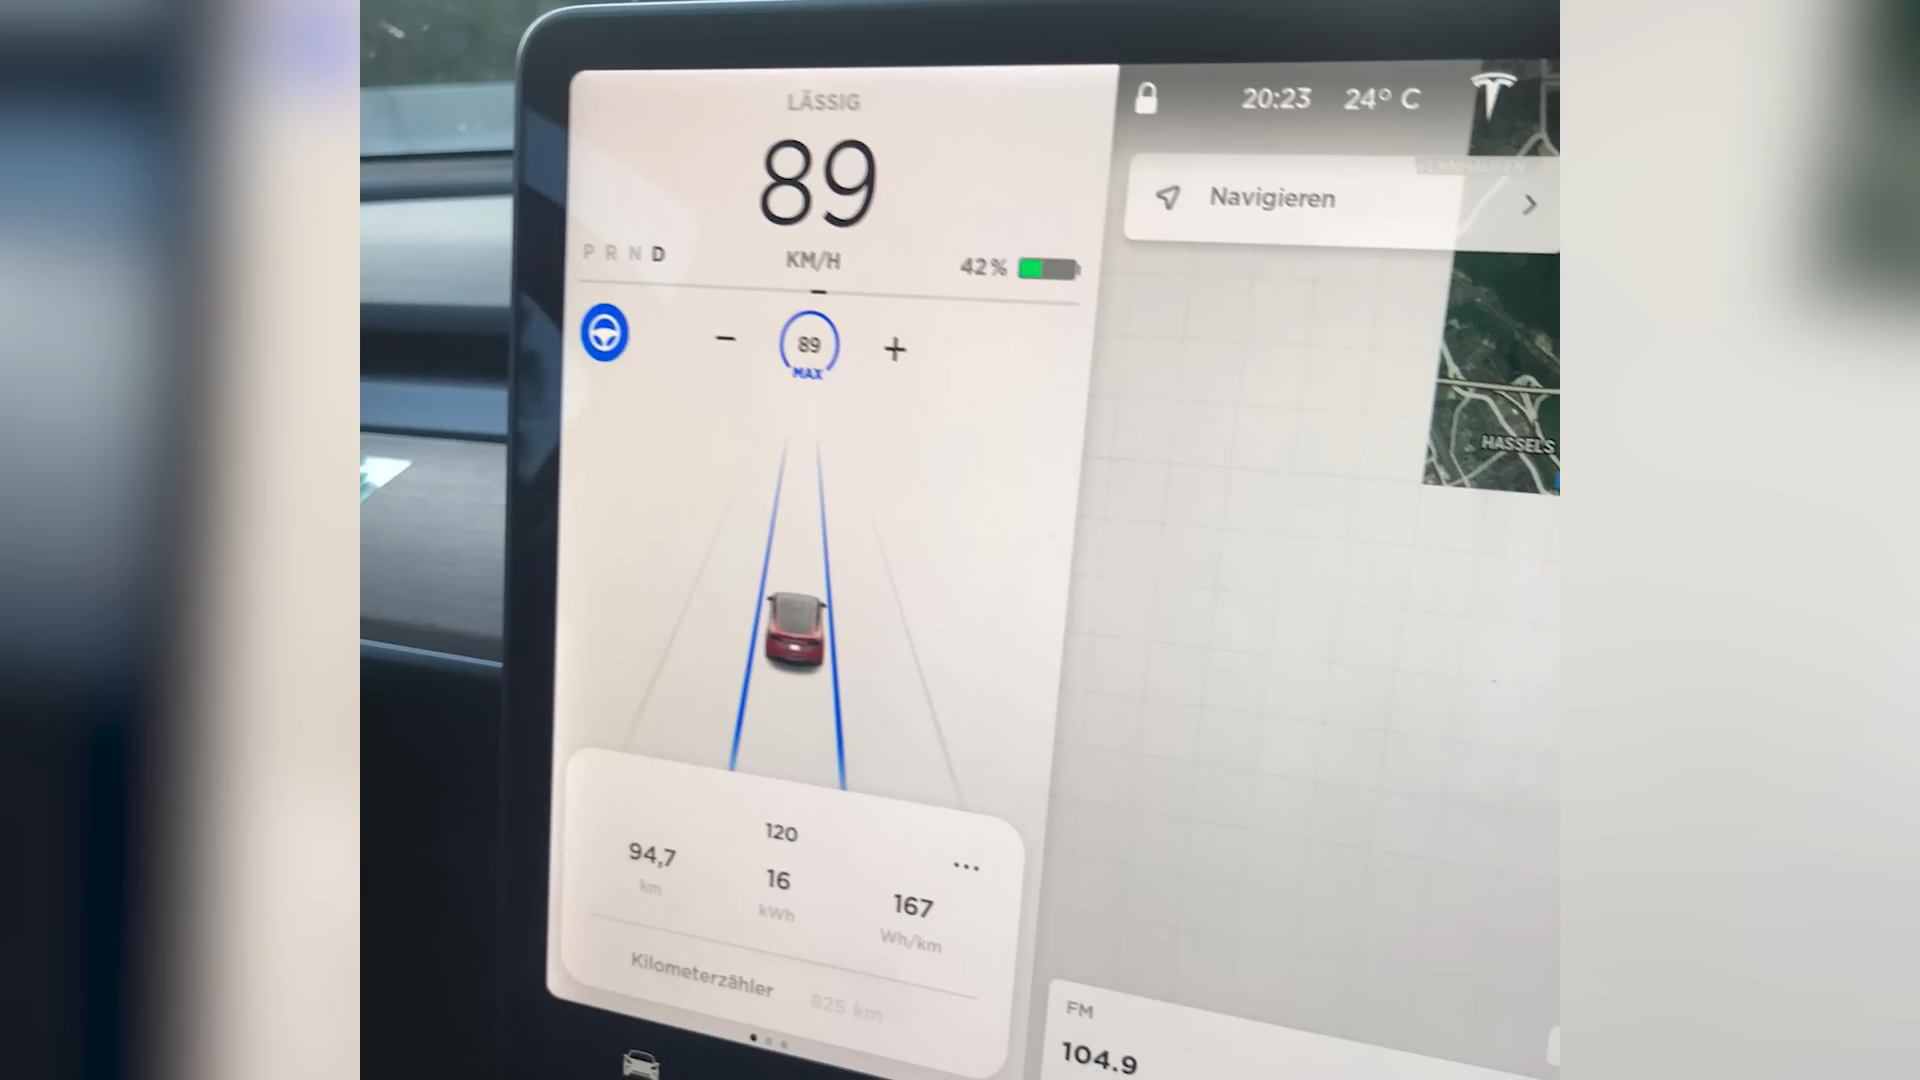 LÄSSIG
89
KM/H
P R N D
42 %
− 89 +
MAX
120
94,7
km
16
kWh
167
Wh/km
...
Kilometerzähler 825 km
20:23 24° C
Navigieren
HASSELS
FM
104.9